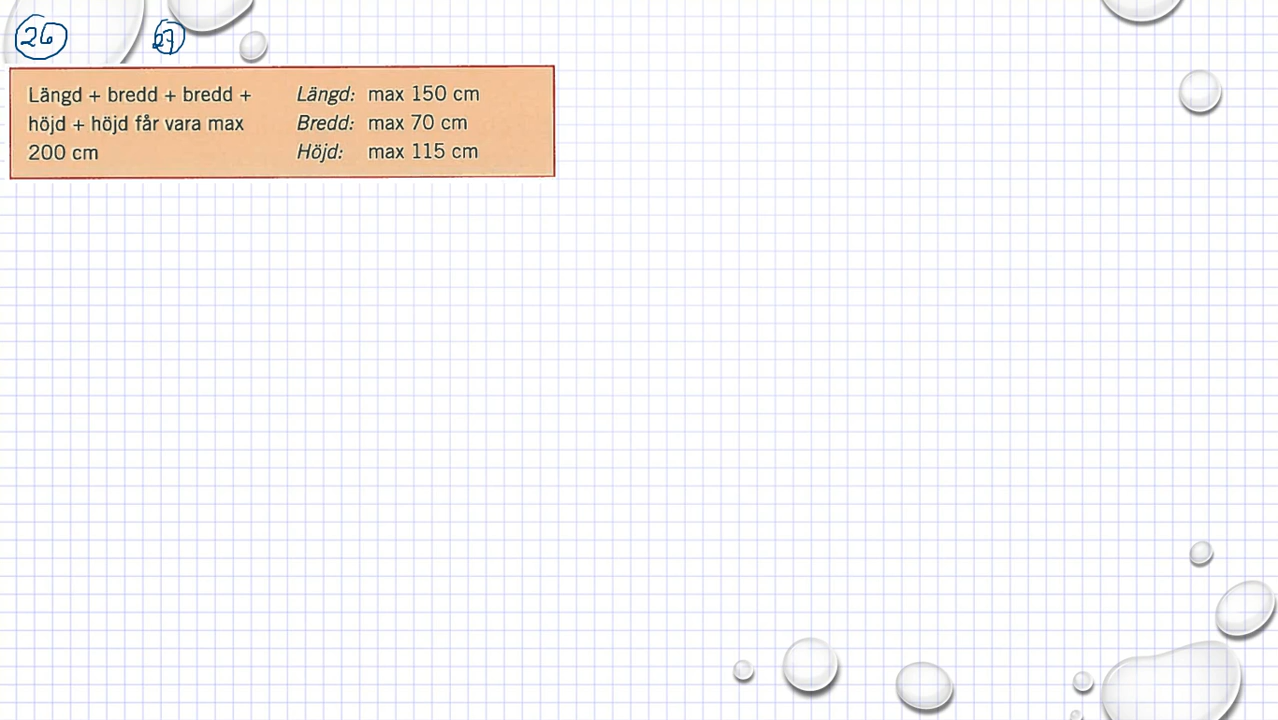 26 27
Längd + bredd + bredd +
höjd + höjd får vara max
200 cm
Längd: max 150 cm
Bredd: max 70 cm
Höjd: max 115 cm